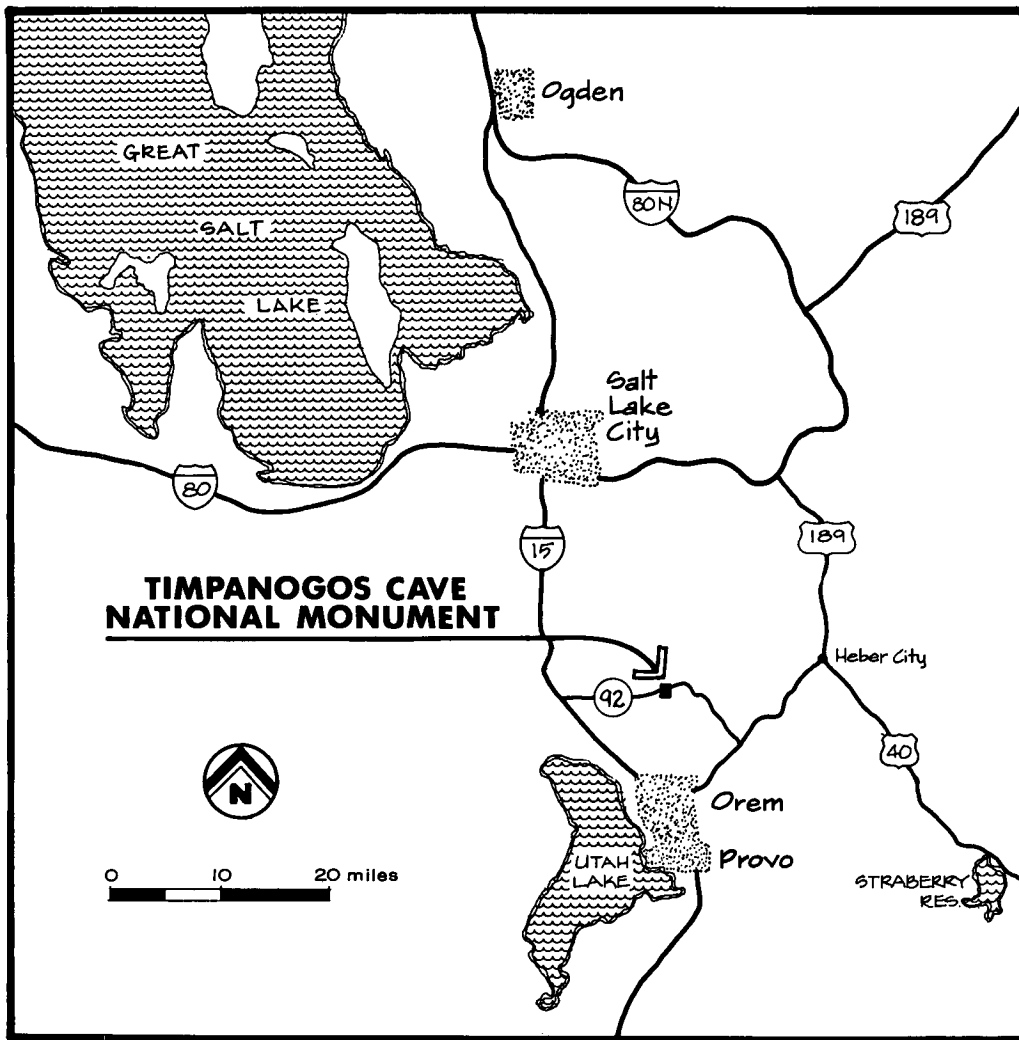 Ogden
GREAT
80N
189
SALT
LAKE
Salt
Lake
City
80
15
189
TIMPANOGOS CAVE
NATIONAL MONUMENT
Heber City
92
40
N
Orem
Provo
UTAH
LAKE
0 10 20 miles
STRABERRY
RES.